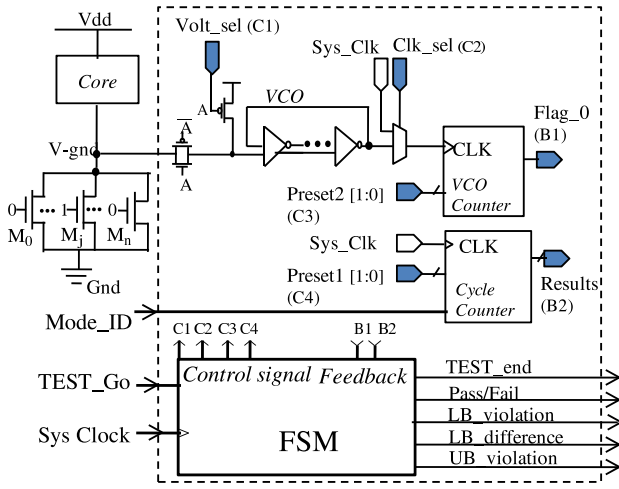 Vdd
Volt_sel (C1)
Sys_Clk
Clk_sel (C2)
Core
A
VCO
Flag_0
(B1)
V-gnd
A
A
CLK
VCO
Counter
Preset2 [1:0]
(C3)
0 1 0
M0 Mj Mn
Sys_Clk
CLK
Preset1 [1:0]
(C4)
Cycle
Counter
Results
(B2)
Gnd
Mode_ID
C1 C2 C3 C4 B1 B2
TEST_Go
Control signal Feedback
FSM
Sys Clock
TEST_end
Pass/Fail
LB_violation
LB_difference
UB_violation